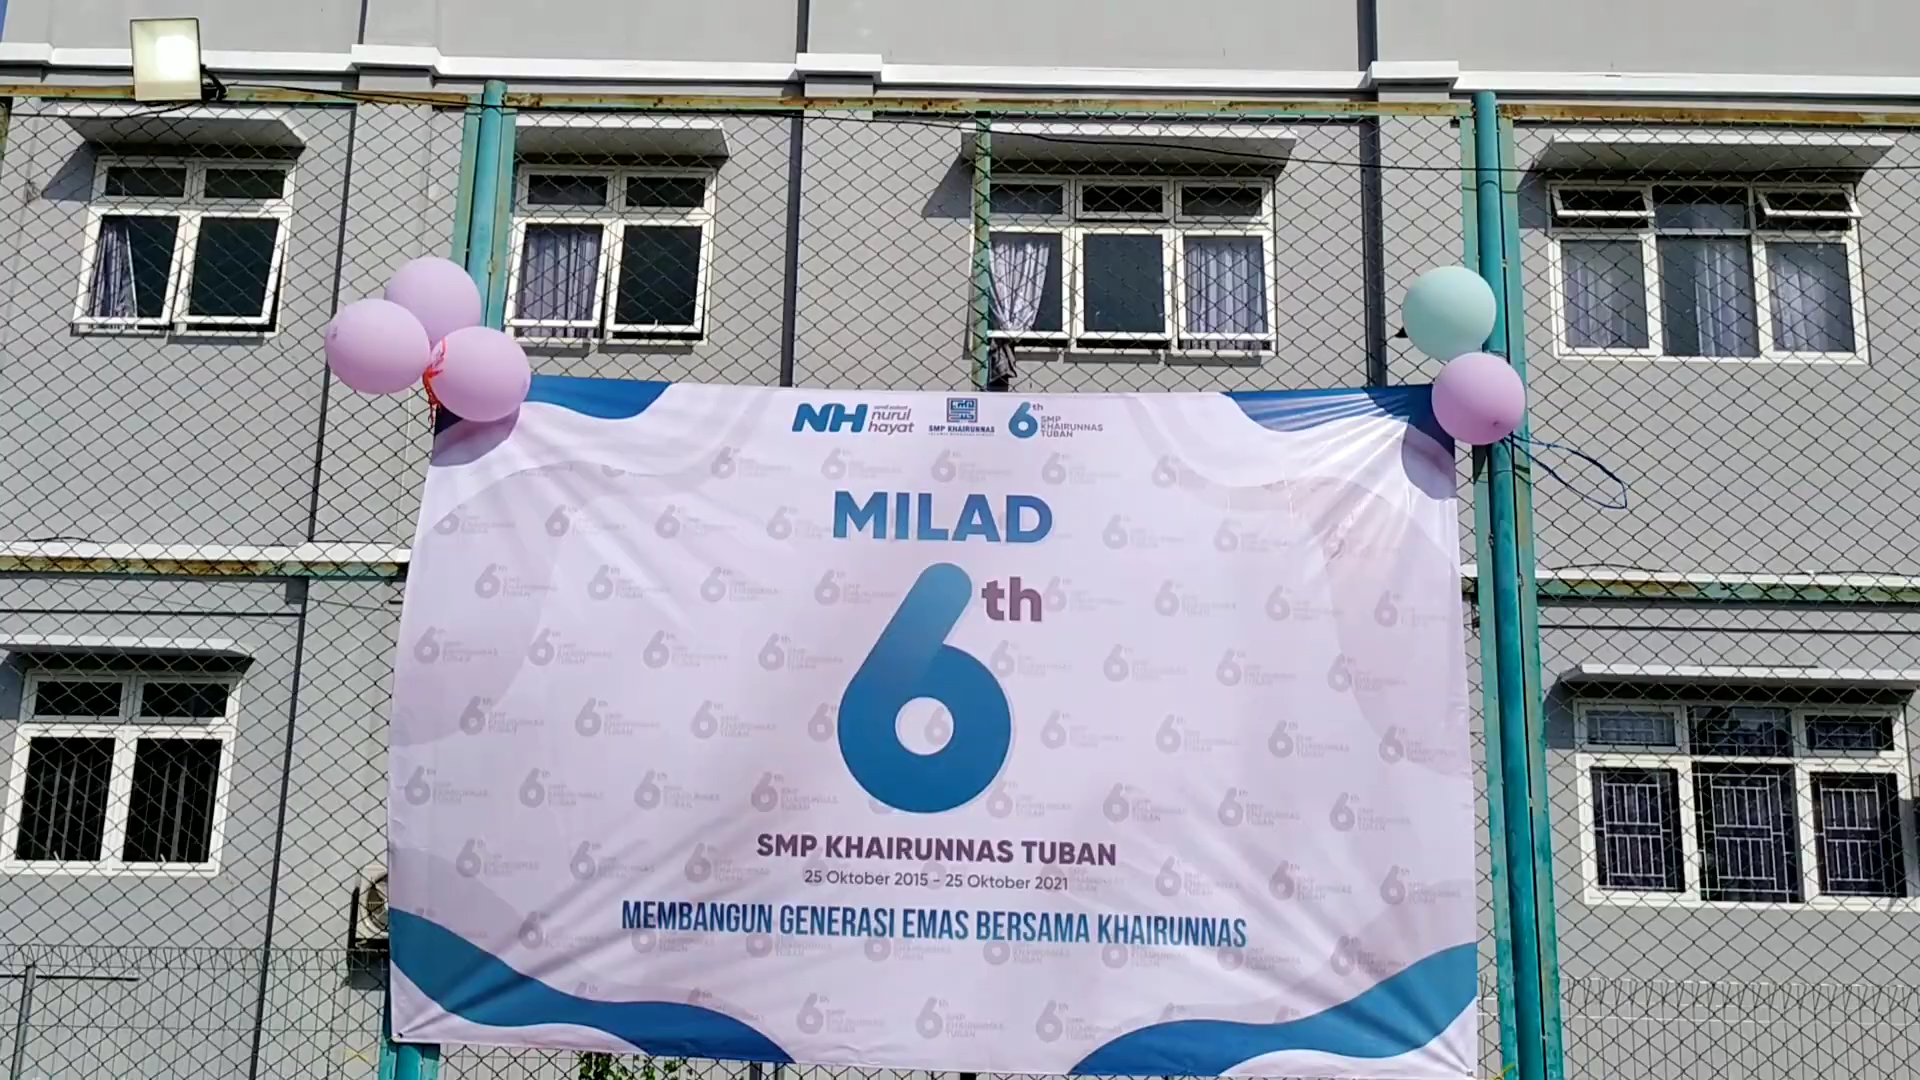 NH
nurul
hayat
SMP KHAIRUNNAS
6th
SMP
KHAIRUNNAS
TUBAN
MILAD
6th
SMP KHAIRUNNAS TUBAN
25 Oktober 2015 - 25 Oktober 2021
MEMBANGUN GENERASI EMAS BERSAMA KHAIRUNNAS